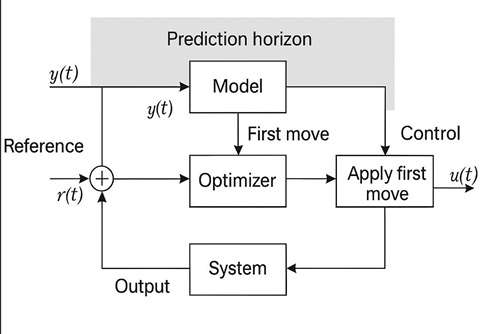 Prediction horizon
y(t)
Model
y(t)
First move
Control
Reference
r(t)
+
Optimizer
Apply first
move
u(t)
System
Output